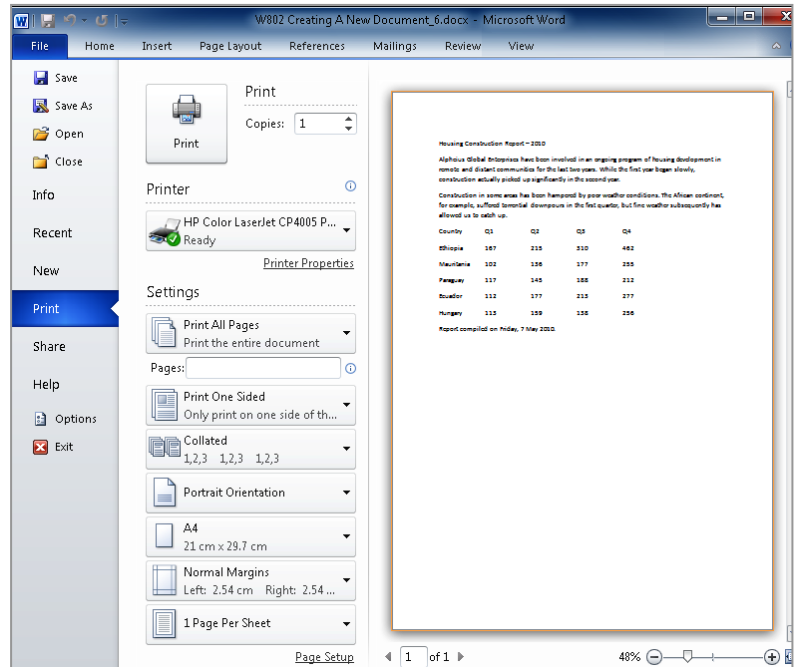 W802 Creating A New Document_6.docx - Microsoft Word
File Home Insert Page Layout References Mailings Review View
Save
Save As
Open
Close
Info
Recent
New
Print
Share
Help
Options
Exit
Print
Print
Copies: 1
Printer
HP Color LaserJet CP4005 P...
Ready
Printer Properties
Settings
Print All Pages
Print the entire document
Pages:
Print One Sided
Only print on one side of th...
Collated
1,2,3 1,2,3 1,2,3
Portrait Orientation
A4
21 cm x 29.7 cm
Normal Margins
Left: 2.54 cm Right: 2.54 ...
1 Page Per Sheet
Page Setup
Housing Construction Report – 2010
Alpheius Global Enterprises have been involved in an ongoing program of housing development in
remote and distant communities for the last two years. While the first year began slowly,
construction actually picked up significantly in the second year.
Construction in some areas has been hampered by poor weather conditions. The African continent,
for example, suffered torrential downpours in the first quarter, but fine weather subsequently has
allowed us to catch up.
Country Q1 Q2 Q3 Q4
Ethiopia 167 215 310 462
Mauritania 102 136 177 255
Paraguay 117 145 188 212
Ecuador 112 177 213 277
Hungary 113 159 138 256
Report compiled on Friday, 7 May 2010.
1 of 1
48%